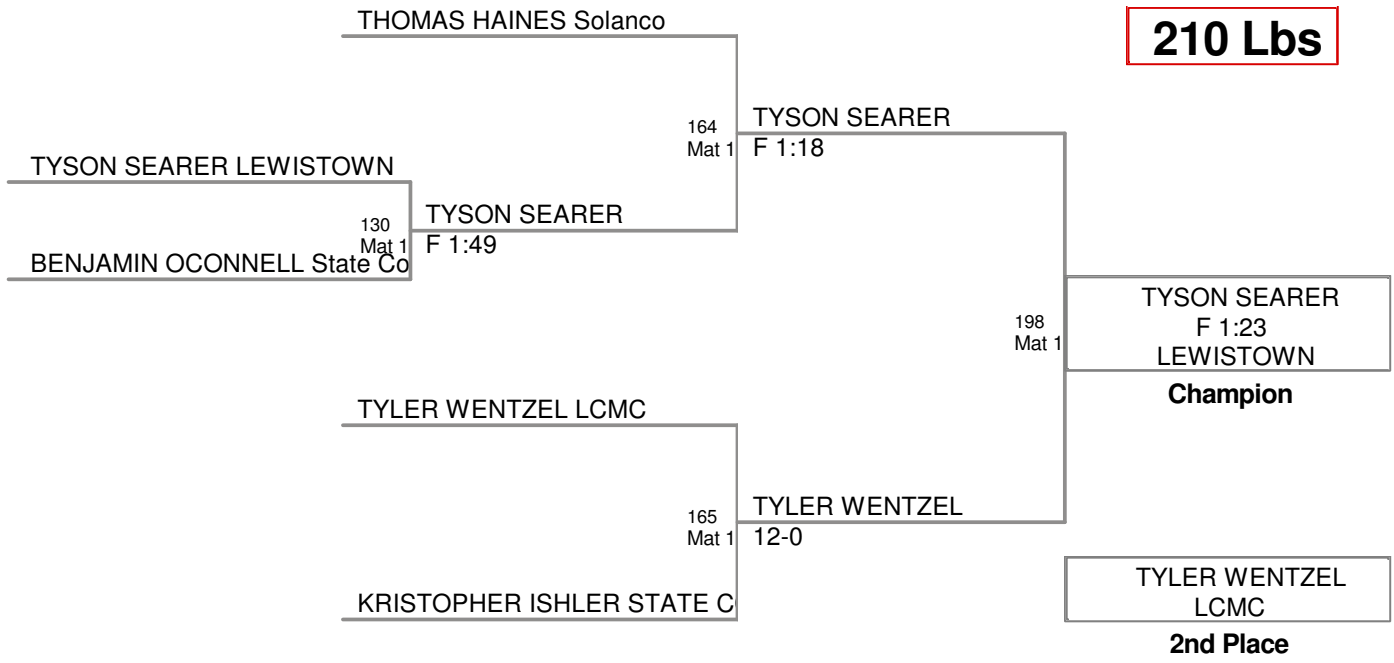 THOMAS HAINES Solanco
210 Lbs
164
Mat 1
TYSON SEARER
F 1:18
TYSON SEARER LEWISTOWN
130
Mat 1
TYSON SEARER
F 1:49
BENJAMIN OCONNELL State Co
198
Mat 1
TYSON SEARER
F 1:23
LEWISTOWN
Champion
TYLER WENTZEL LCMC
165
Mat 1
TYLER WENTZEL
12-0
KRISTOPHER ISHLER STATE C
TYLER WENTZEL
LCMC
2nd Place